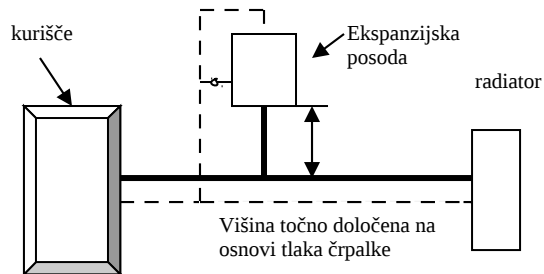 kurišče
Ekspanzijska
posoda
radiator
Višina točno določena na
osnovi tlaka črpalke